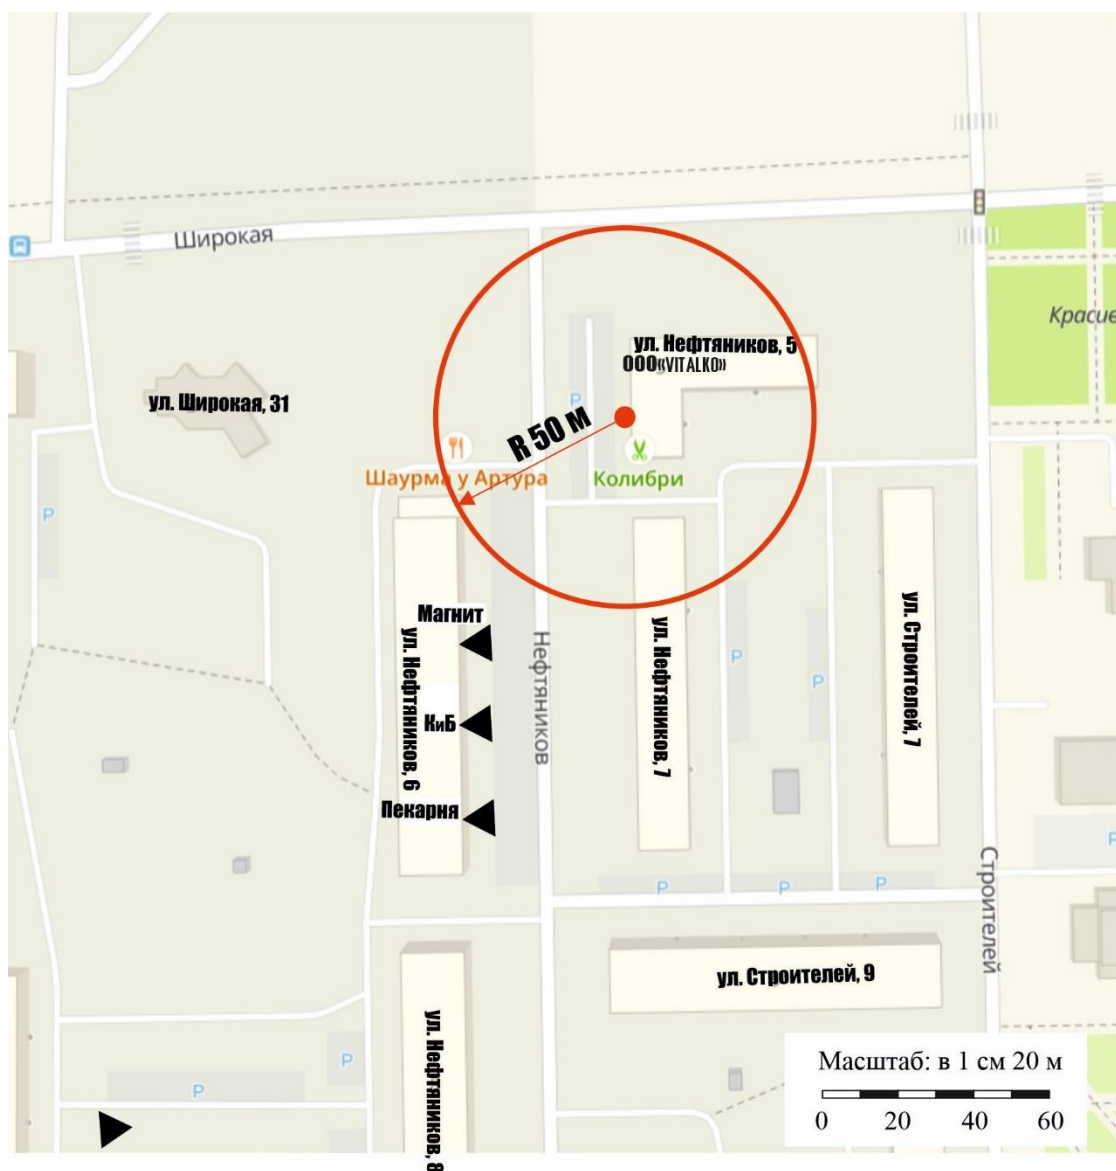 Широкая
Красиве
ул. Нефтяников, 5
ООО«VITALKO»
ул. Широкая, 31
P
R 50 м
Шаурма у Артура
Колибри
P
Магнит
ул. Нефтяников, 6
Нефтяников
ул. Нефтяников, 7
ул. Строителей, 7
P
P
КиБ
Пекарня
P
P
P
P
P
Строителей
ул. Строителей, 9
ул. Нефтяников, 8
P
P
Масштаб: в 1 см 20 м
0 20 40 60